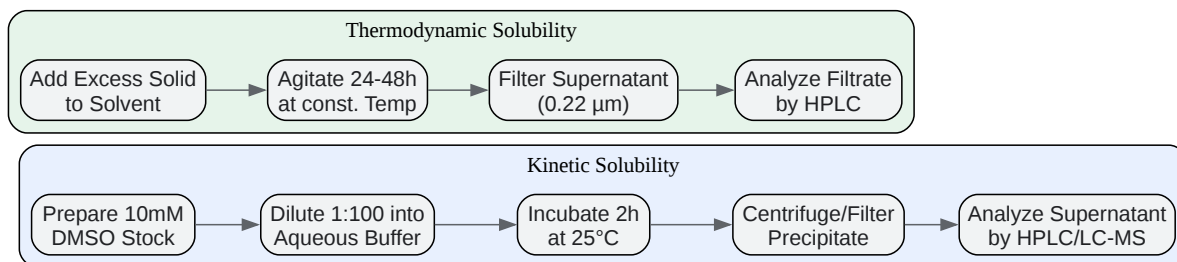 Thermodynamic Solubility
Add Excess Solid
to Solvent
Agitate 24-48h
at const. Temp
Filter Supernatant
(0.22 µm)
Analyze Filtrate
by HPLC
Kinetic Solubility
Prepare 10mM
DMSO Stock
Dilute 1:100 into
Aqueous Buffer
Incubate 2h
at 25°C
Centrifuge/Filter
Precipitate
Analyze Supernatant
by HPLC/LC-MS